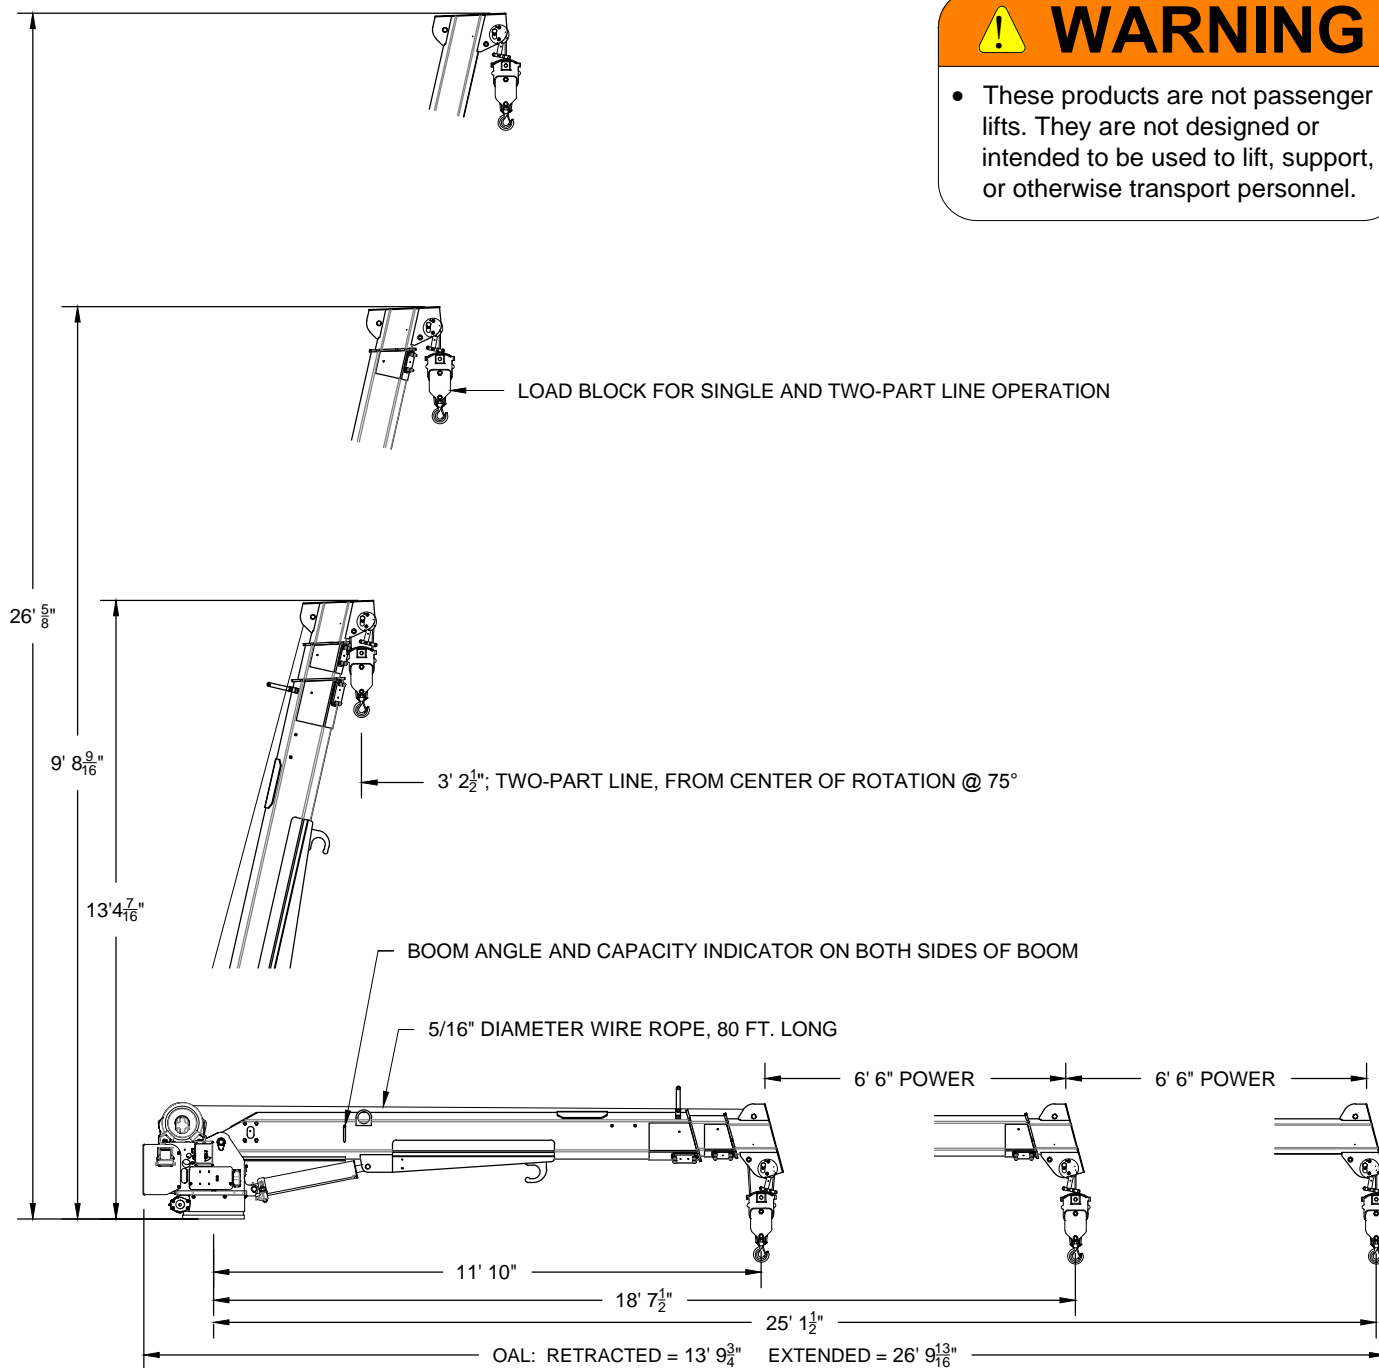 WARNING
• These products are not passenger
lifts. They are not designed or
intended to be used to lift, support,
or otherwise transport personnel.
LOAD BLOCK FOR SINGLE AND TWO-PART LINE OPERATION
26' 5/8"
9' 8 9/16"
3' 2 1/2"; TWO-PART LINE, FROM CENTER OF ROTATION @ 75°
13'4 7/16"
BOOM ANGLE AND CAPACITY INDICATOR ON BOTH SIDES OF BOOM
5/16" DIAMETER WIRE ROPE, 80 FT. LONG
6' 6" POWER
6' 6" POWER
11' 10"
18' 7 1/2"
25' 1 1/2"
OAL: RETRACTED = 13' 9 3/4" EXTENDED = 26' 9 13/16"